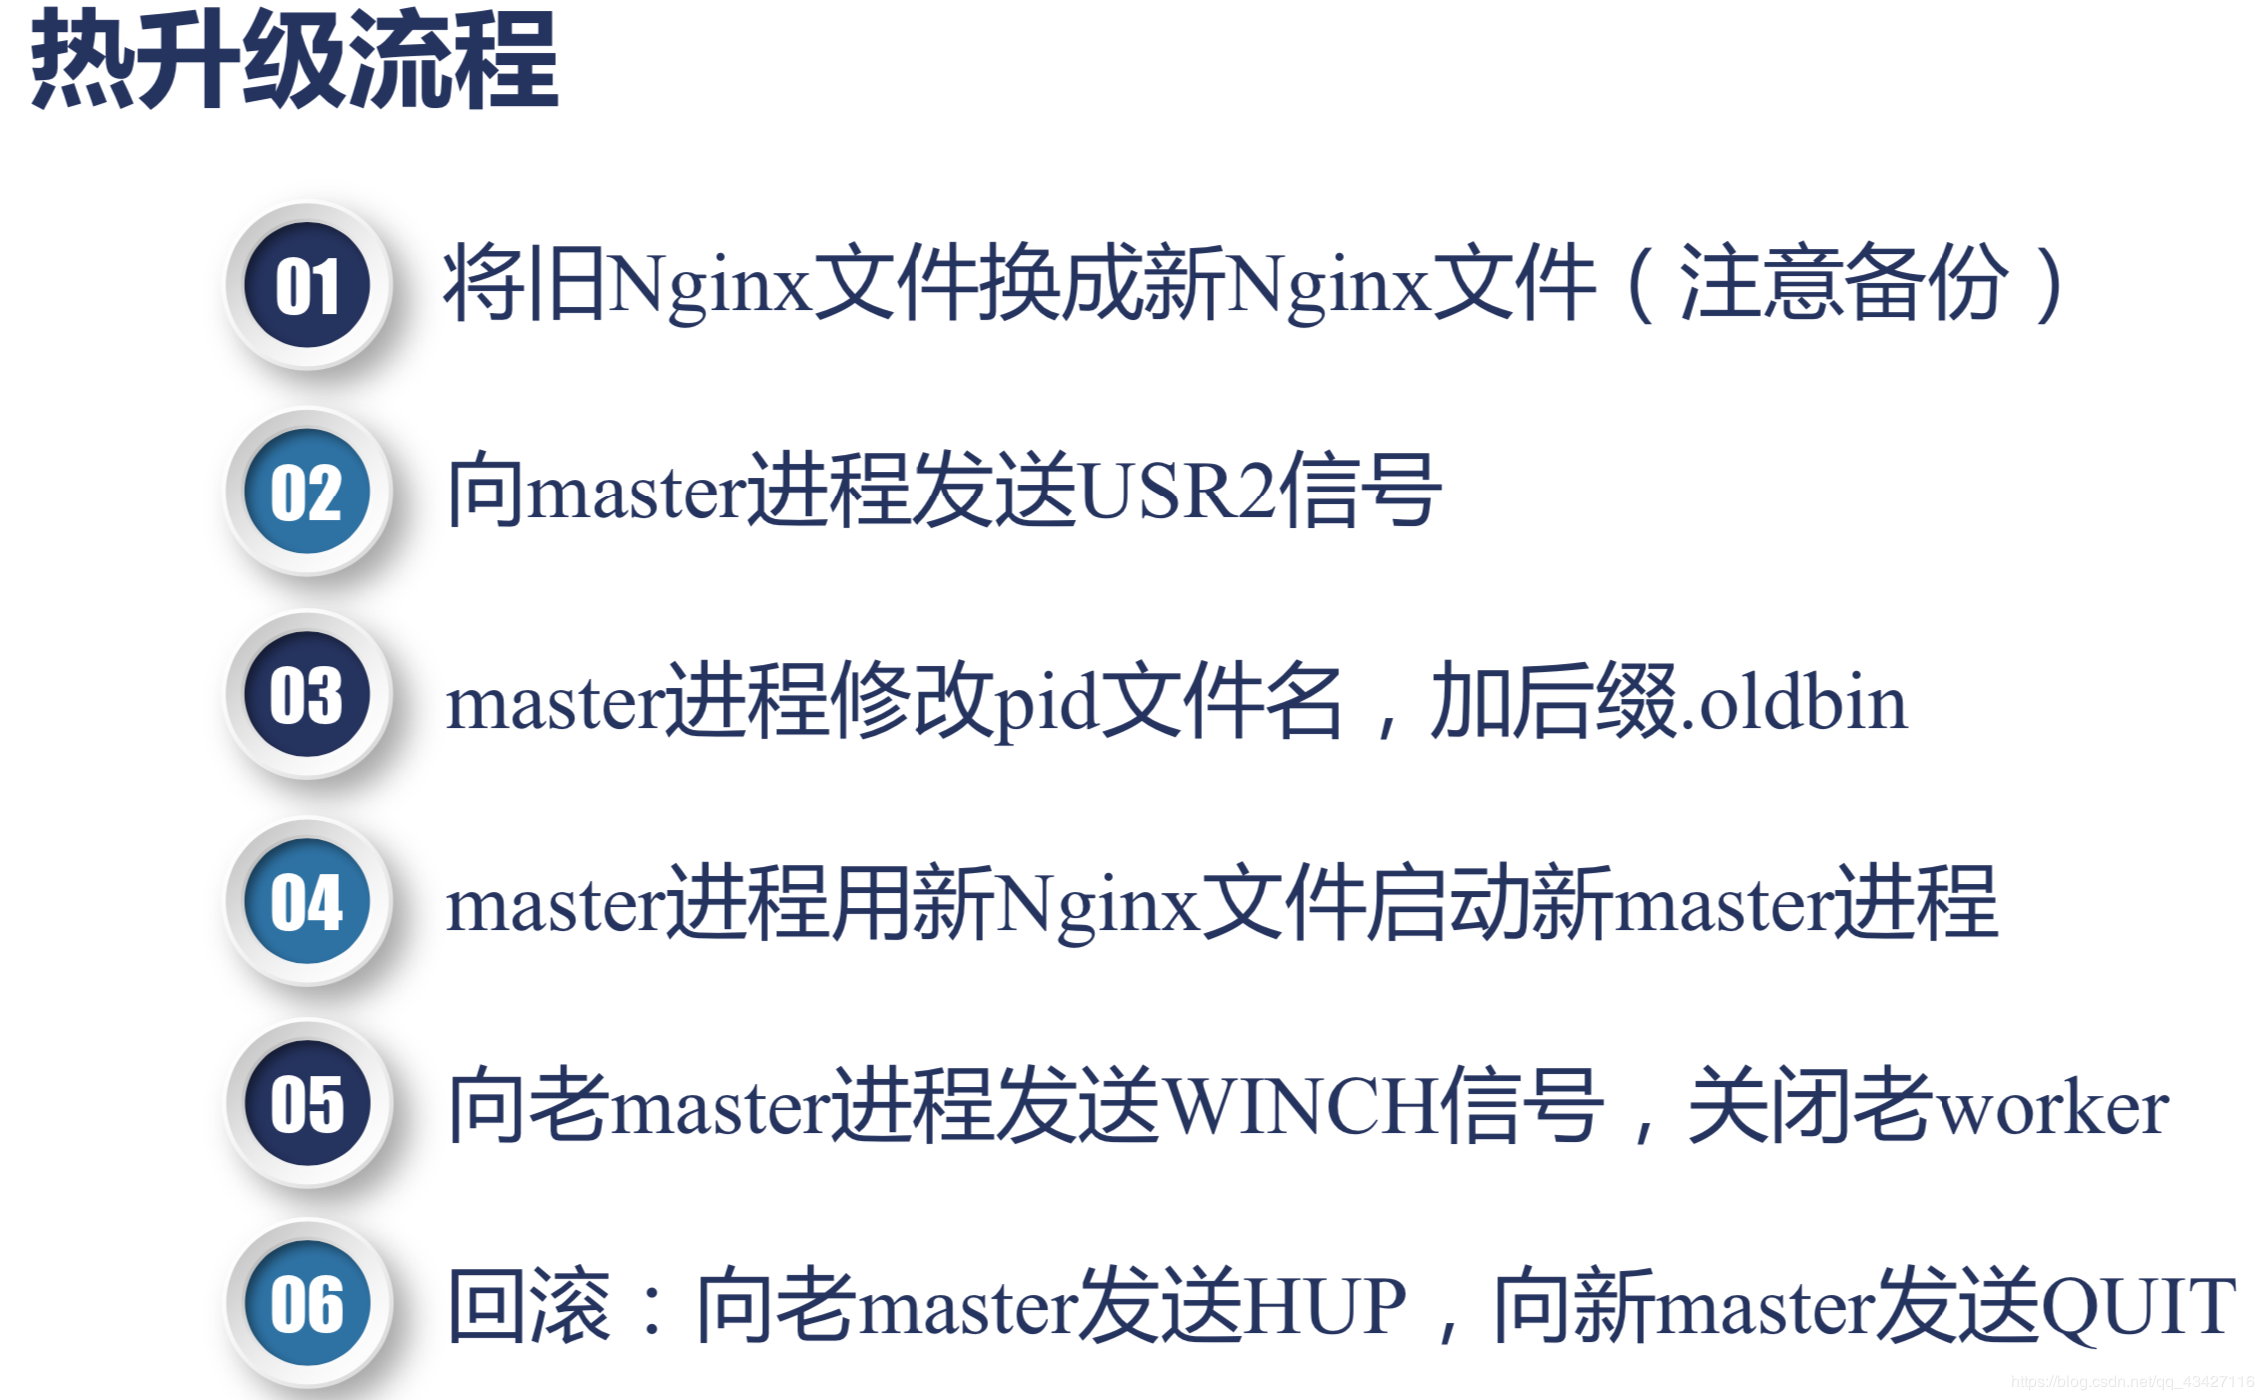 热升级流程
01 将旧Nginx文件换成新Nginx文件（注意备份）
02 向master进程发送USR2信号
03 master进程修改pid文件名，加后缀.oldbin
04 master进程用新Nginx文件启动新master进程
05 向老master进程发送WINCH信号，关闭老worker
06 回滚：向老master发送HUP，向新master发送QUIT
https://blog.csdn.net/qq_43427116